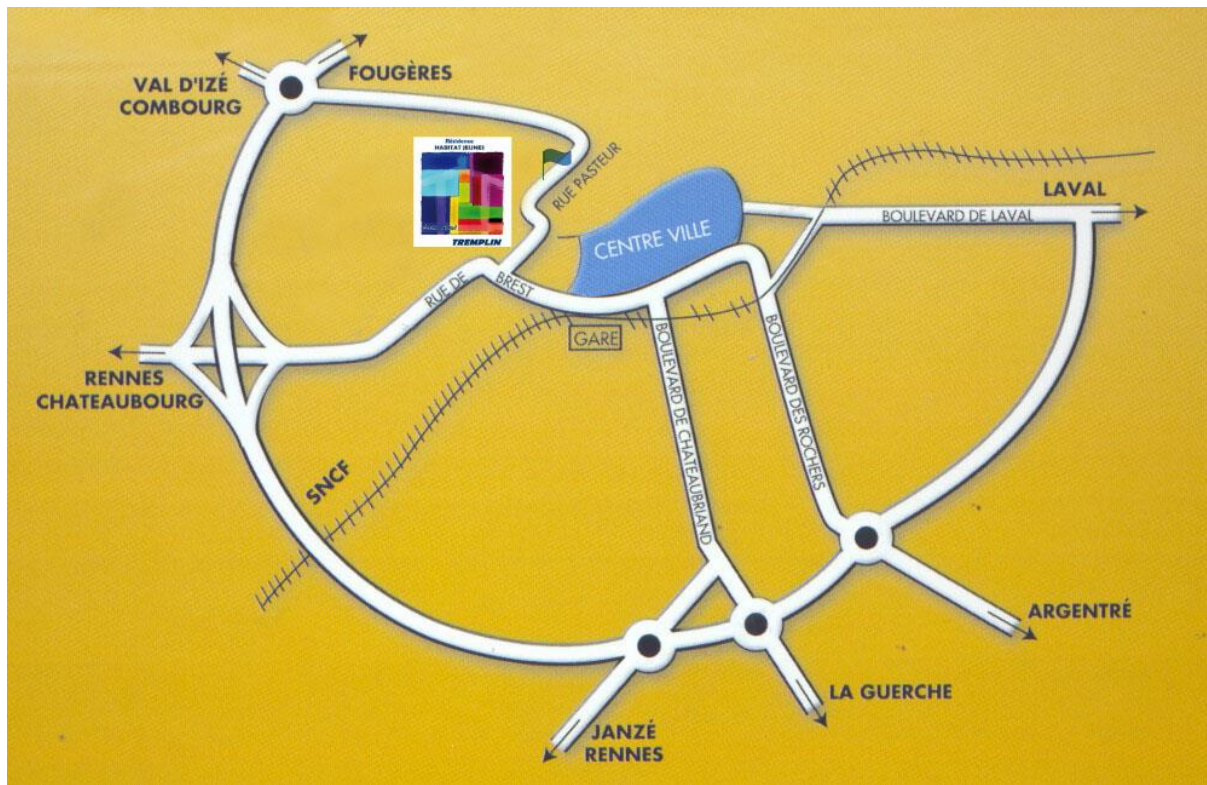 FOUGÈRES
VAL D'IZÉ
COMBOURG
Résidence
HABITAT JEUNES
TREMPLIN
RUE PASTEUR
LAVAL
BOULEVARD DE LAVAL
CENTRE VILLE
RUE DE
BREST
GARE
RENNES
CHATEAUBOURG
BOULEVARD DE CHATEAUBRIAND
BOULEVARD DES ROCHERS
SNCF
ARGENTRÉ
LA GUERCHE
JANZÉ
RENNES